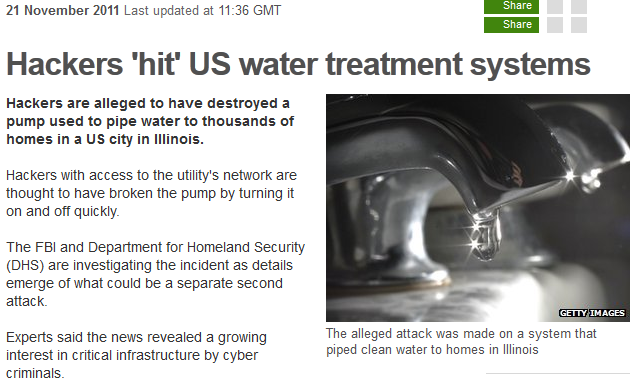 21 November 2011 Last updated at 11:36 GMT
Share
Share
Hackers 'hit' US water treatment systems
Hackers are alleged to have destroyed a
pump used to pipe water to thousands of
homes in a US city in Illinois.
Hackers with access to the utility's network are
thought to have broken the pump by turning it
on and off quickly.
The FBI and Department for Homeland Security
(DHS) are investigating the incident as details
emerge of what could be a separate second
attack.
Experts said the news revealed a growing
interest in critical infrastructure by cyber
criminals.
GETTY IMAGES
The alleged attack was made on a system that
piped clean water to homes in Illinois